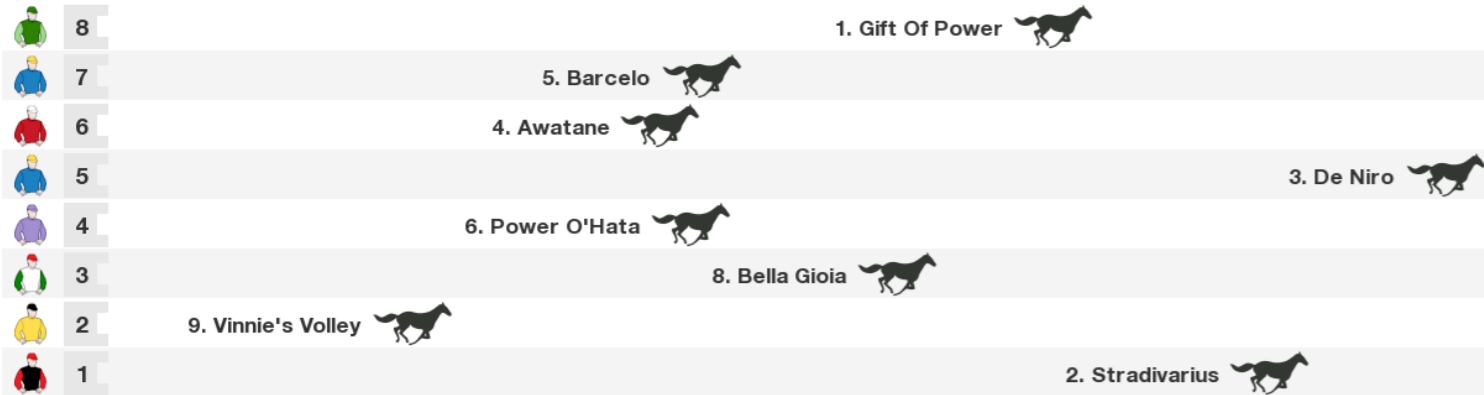 8 1. Gift Of Power
7 5. Barcelo
6 4. Awatane
5 3. De Niro
4 6. Power O'Hata
3 8. Bella Gioia
2 9. Vinnie's Volley
1 2. Stradivarius